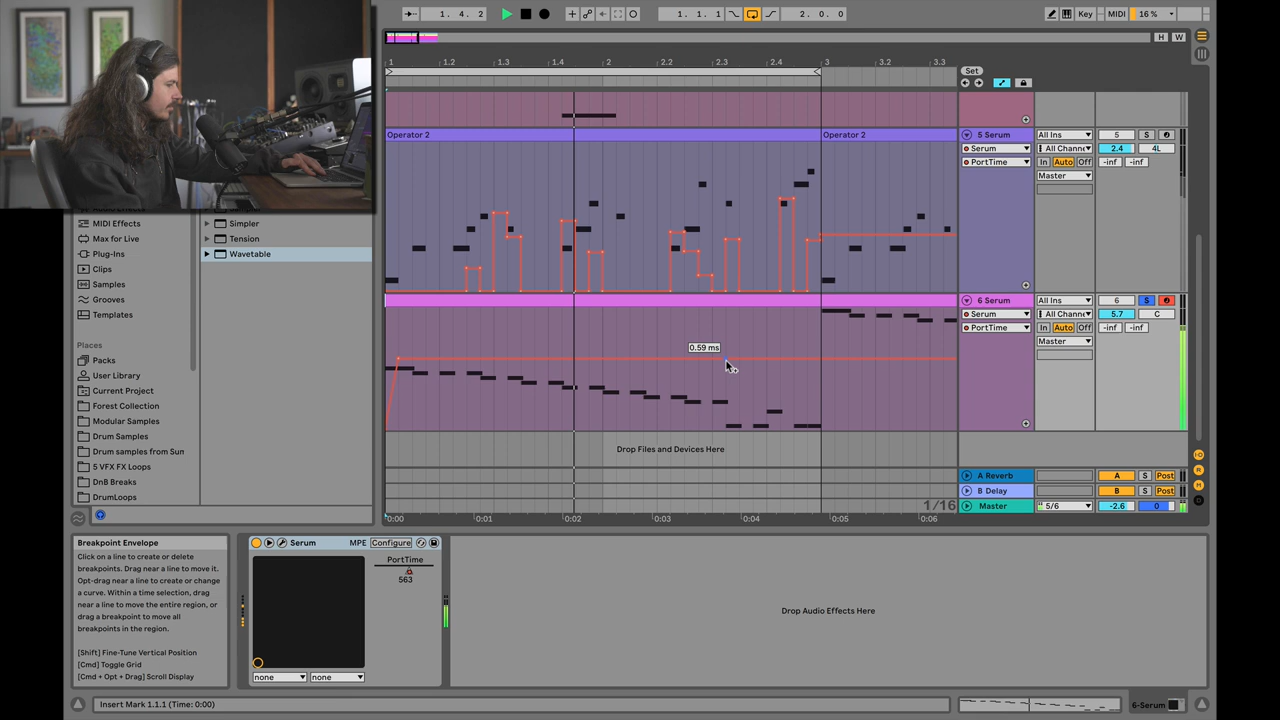 1. 4. 2
1. 1. 1
2. 0. 0
Key
MIDI
16 %
H
W
1
1.2
1.3
1.4
2
2.2
2.3
2.4
3.2
3.3
Set
Operator 2
Operator 2
5 Serum
Serum
PortTime
All Ins
All Channe
In Auto Off
Master
5
S
2.4
4L
-inf
-inf
6 Serum
Serum
PortTime
All Ins
All Channe
In Auto Off
Master
6
S
5.7
C
-inf
-inf
0.59 ms
MIDI Effects
Max for Live
Plug-Ins
Clips
Samples
Grooves
Templates
Places
Packs
User Library
Current Project
Forest Collection
Modular Samples
Drum Samples
Drum samples from Sun
5 VFX FX Loops
DnB Breaks
DrumLoops
Simpler
Tension
Wavetable
Drop Files and Devices Here
1/16
A Reverb
A
S
Post
B Delay
B
S
Post
Master
5/6
-2.6
0
0:00
0:01
0:02
0:03
0:04
0:05
0:06
Breakpoint Envelope
Click on a line to create or delete
breakpoints. Drag near a line to move it.
Opt-drag near a line to create or change
a curve. Within a time selection, drag
near a line to move the entire region, or
drag a breakpoint to move all
breakpoints in the region.
[Shift] Fine-Tune Vertical Position
[Cmd] Toggle Grid
[Cmd + Opt + Drag] Scroll Display
Serum
MPE
Configure
PortTime
563
none
none
Drop Audio Effects Here
Insert Mark 1.1.1 (Time: 0:00)
6-Serum